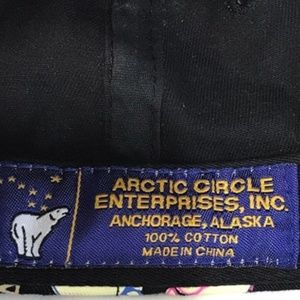 ARCTIC CIRCLE
ENTERPRISES, INC.
ANCHORAGE, ALASKA
100% COTTON
MADE IN CHINA